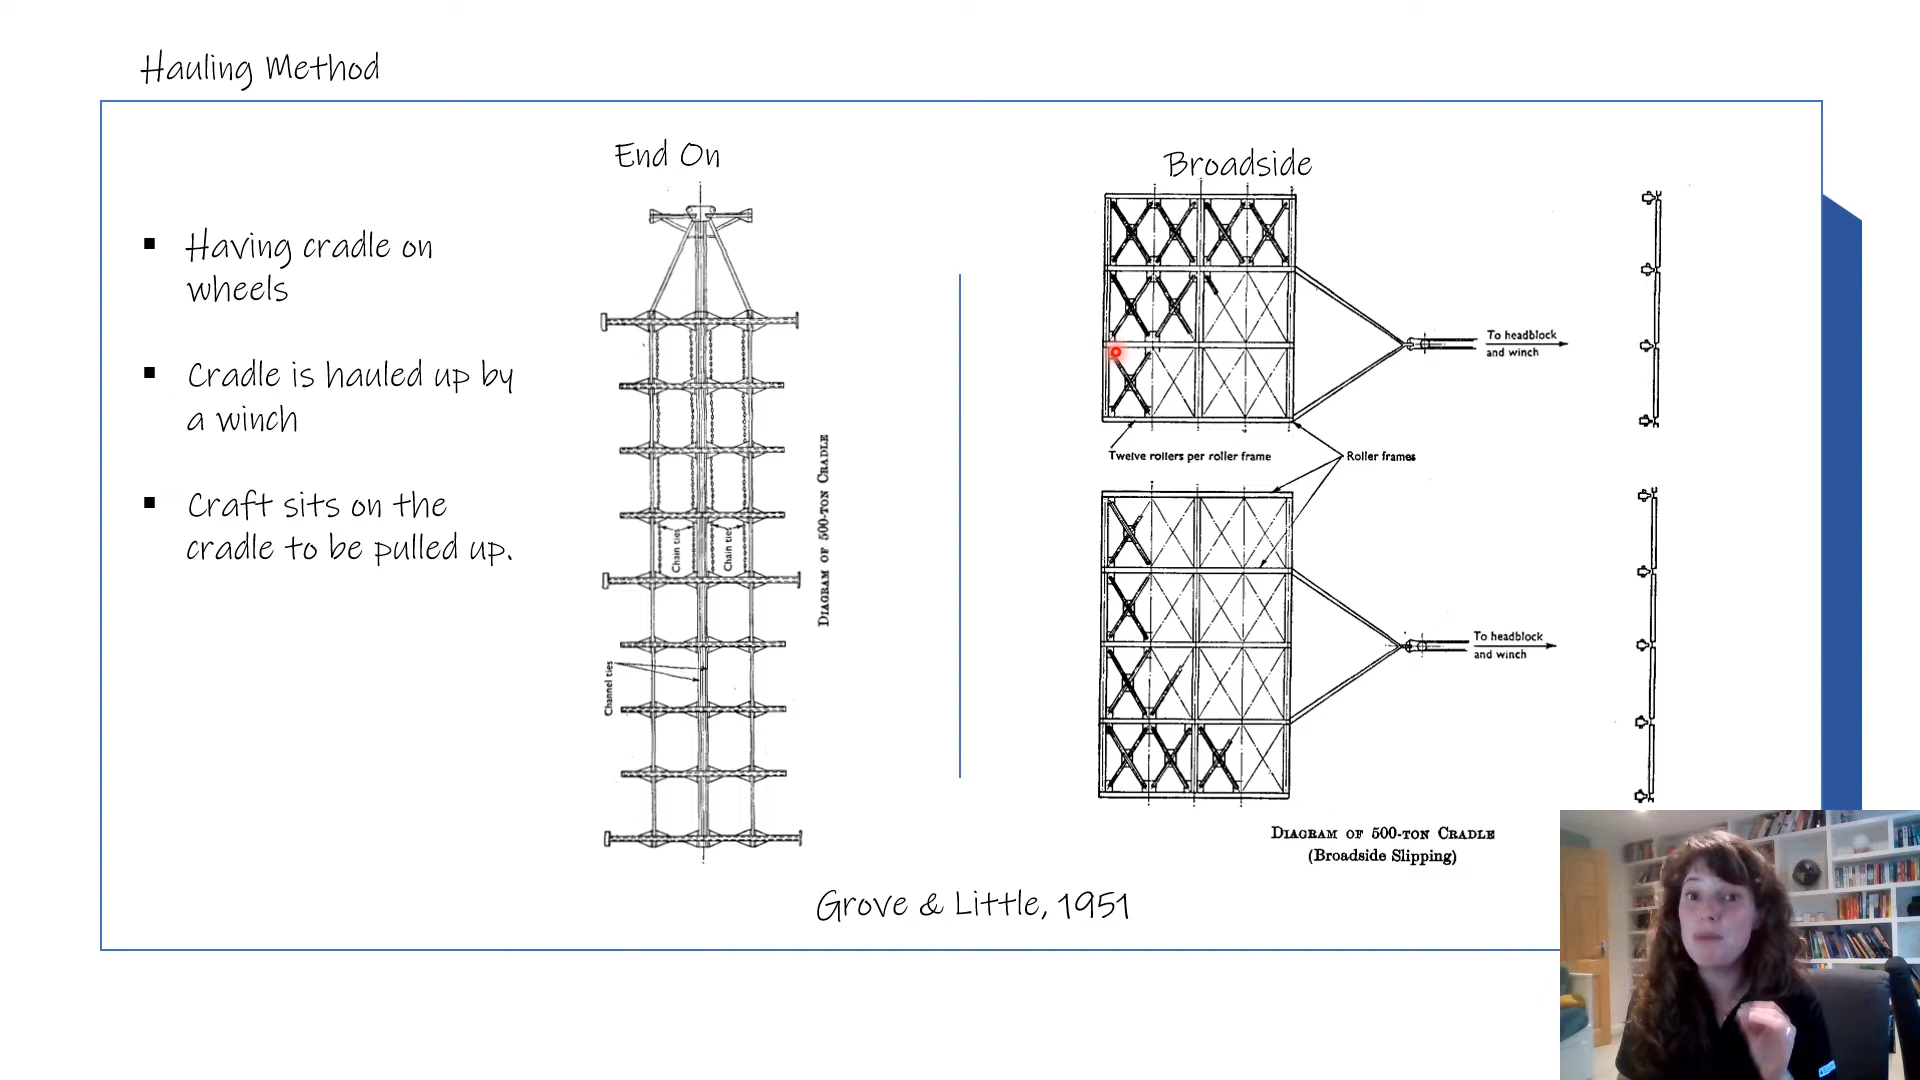 Hauling Method
End On
Broadside
▪ Having cradle on
wheels
▪ Cradle is hauled up by
a winch
▪ Craft sits on the
cradle to be pulled up.
Chain ties
Chain ties
Channel ties
DIAGRAM OF 500-TON CRADLE
To headblock
and winch
Twelve rollers per roller frame
Roller frames
To headblock
and winch
DIAGRAM OF 500-TON CRADLE
(Broadside Slipping)
Grove & Little, 1951